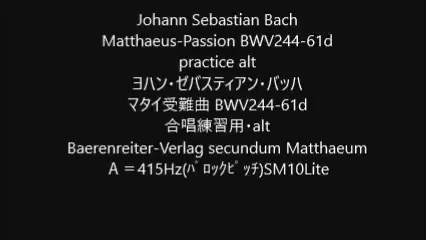 Johann Sebastian Bach
Matthaeus-Passion BWV244-61d
practice alt
ヨハン・ゼバスティアン・バッハ
マタイ受難曲 BWV244-61d
合唱練習用・alt
Baerenreiter-Verlag secundum Matthaeum
A =415Hz(ﾊﾞﾛｯｸﾋﾟｯﾁ)SM10Lite